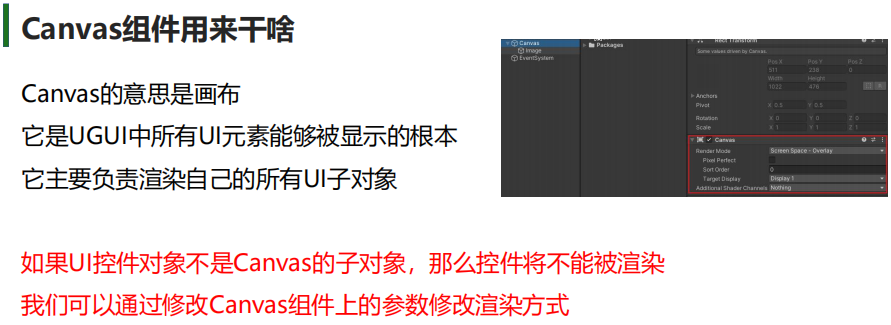 Canvas组件用来干啥
Canvas的意思是画布
它是UGUI中所有UI元素能够被显示的根本
它主要负责渲染自己的所有UI子对象
如果UI控件对象不是Canvas的子对象，那么控件将不能被渲染
我们可以通过修改Canvas组件上的参数修改渲染方式
Canvas
Image
EventSystem
Packages
Rect Transform
Some values driven by Canvas.
Pos X Pos Y Pos Z
511 238 0
Width Height
1022 476
Anchors
Pivot X 0.5 Y 0.5
Rotation X 0 Y 0 Z 0
Scale X 1 Y 1 Z 1
Canvas
Render Mode Screen Space - Overlay
Pixel Perfect
Sort Order 0
Target Display Display 1
Additional Shader Channels Nothing